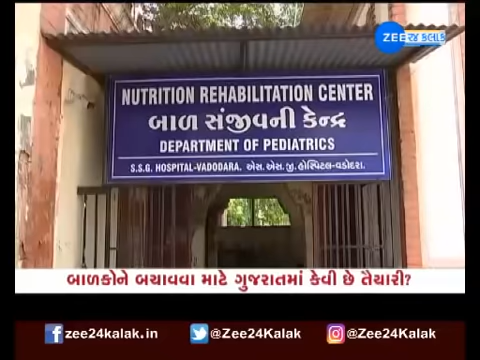 ZEE ૨૪ કલાક
NUTRITION REHABILITATION CENTER
બાળ સંજીવની કેન્દ્ર
DEPARTMENT OF PEDIATRICS
S.S.G. HOSPITAL-VADODARA. એસ.એસ.જી.હોસ્પિટલ-વડોદરા.
બાળકોને બચાવવા માટે ગુજરાતમાં કેવી છે તૈયારી?
zee24kalak.in @Zee24Kalak @Zee24Kalak